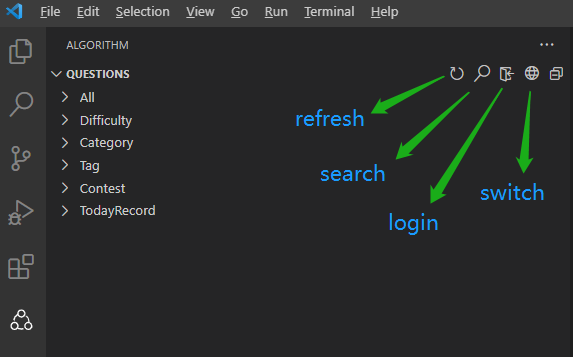 File Edit Selection View Go Run Terminal Help
ALGORITHM
QUESTIONS
All
Difficulty
Category
Tag
Contest
TodayRecord
refresh
search
login
switch